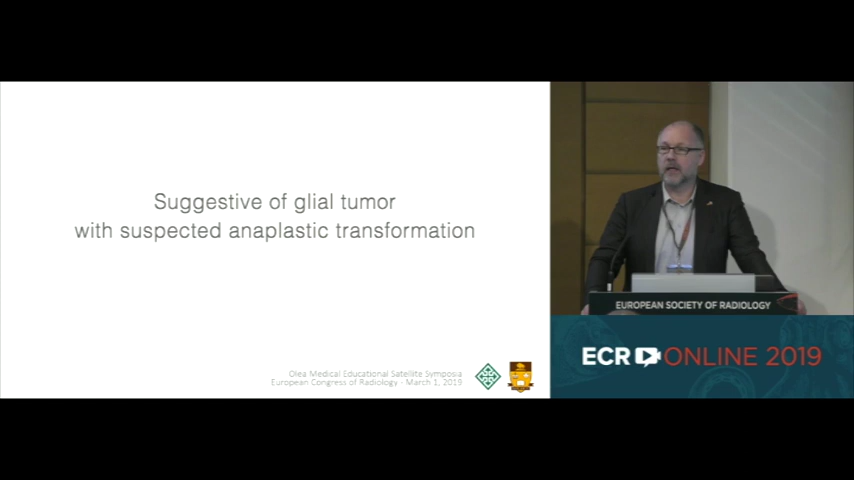 Suggestive of glial tumor
with suspected anaplastic transformation
Olea Medical Educational Satellite Symposia
European Congress of Radiology - March 1, 2019
EUROPEAN SOCIETY OF RADIOLOGY
ECR ONLINE 2019